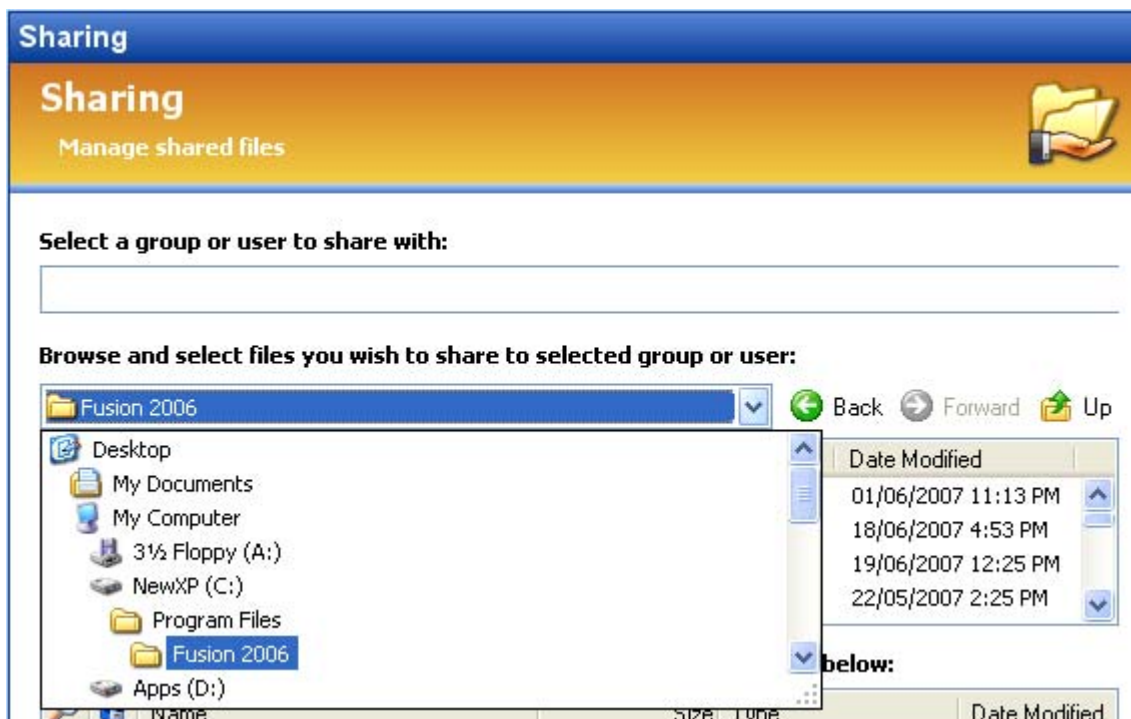 Sharing
Sharing
Manage shared files
Select a group or user to share with:
Browse and select files you wish to share to selected group or user:
Fusion 2006 Back Forward Up
Desktop Date Modified
My Documents 01/06/2007 11:13 PM
My Computer 18/06/2007 4:53 PM
3½ Floppy (A:) 19/06/2007 12:25 PM
NewXP (C:) 22/05/2007 2:25 PM
Program Files
Fusion 2006 below:
Apps (D:)
Name Size Type Date Modified